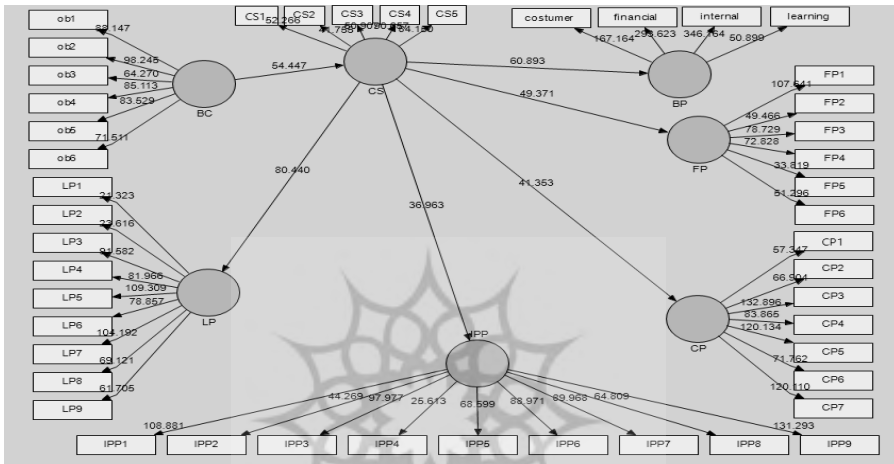 ob1
ob2
ob3
ob4
ob5
ob6
88.147
98.245
64.270
85.113
83.529
71.511
BC
54.447
CS1
CS2
CS3
CS4
CS5
52.266
CS
60.893
49.371
41.353
36.963
80.440
costumer
financial
internal
learning
167.164
293.623
346.164
50.899
BP
FP1
FP2
FP3
FP4
FP5
FP6
107.641
49.466
78.729
72.828
33.819
51.296
FP
LP1
LP2
LP3
LP4
LP5
LP6
LP7
LP8
LP9
21.323
23.616
91.582
81.966
109.309
78.857
104.192
69.121
61.705
LP
CP1
CP2
CP3
CP4
CP5
CP6
CP7
57.347
66.904
132.896
83.865
120.134
71.762
120.110
CP
IPP
108.881
44.269
97.977
25.613
68.599
88.971
89.968
64.809
131.293
IPP1
IPP2
IPP3
IPP4
IPP5
IPP6
IPP7
IPP8
IPP9